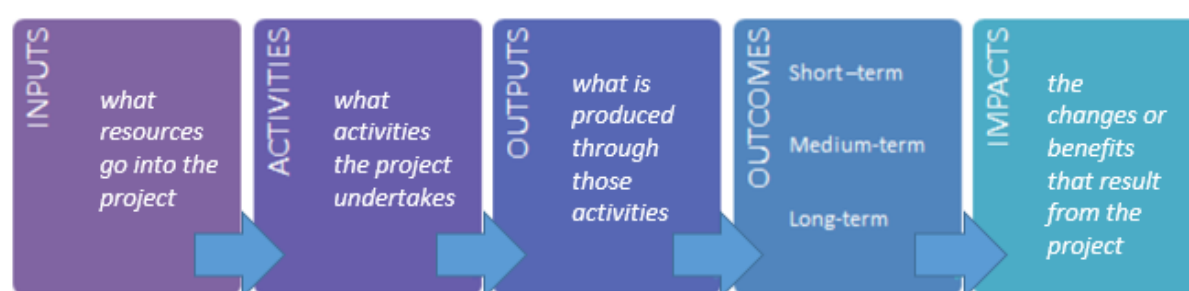 INPUTS
what
resources
go into the
project
ACTIVITIES
what
activities
the project
undertakes
OUTPUTS
what is
produced
through
those
activities
OUTCOMES
Short–term
Medium-term
Long-term
IMPACTS
the
changes or
benefits
that result
from the
project